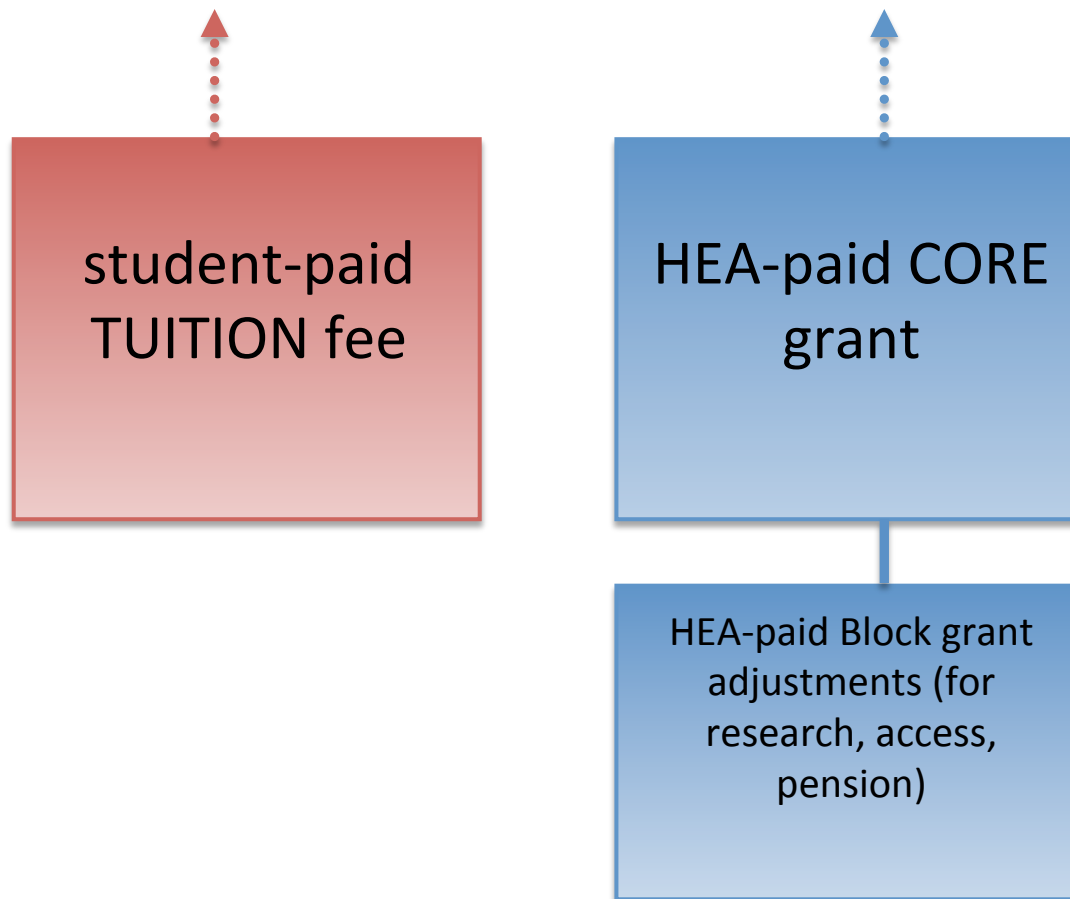 student-paid
TUITION fee
HEA-paid CORE
grant
HEA-paid Block grant
adjustments (for
research, access,
pension)